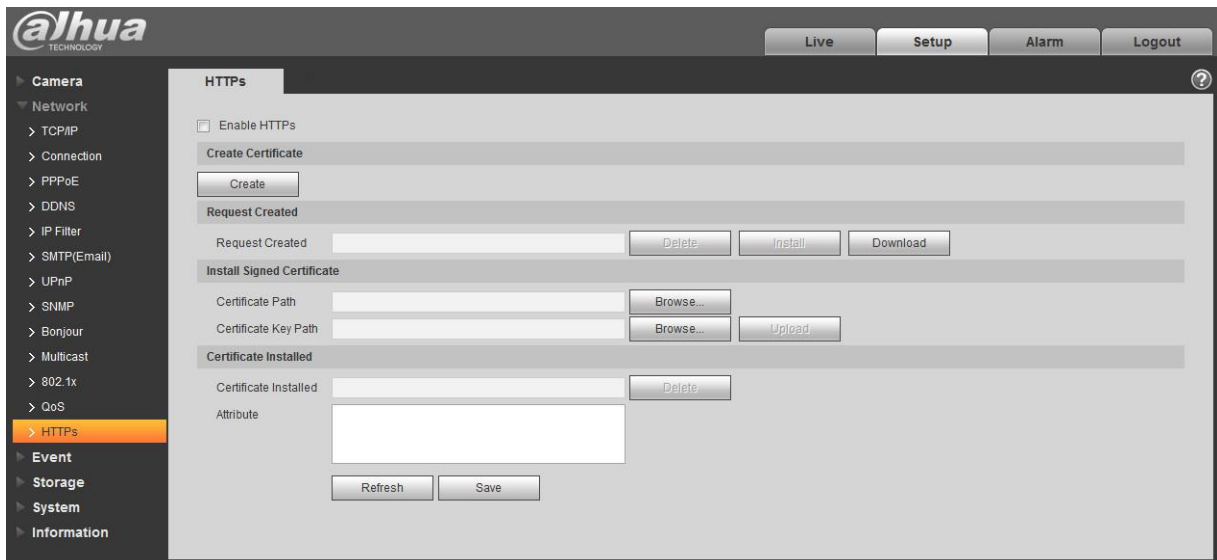 alhua
TECHNOLOGY
Live Setup Alarm Logout
Camera
Network
TCP/IP
Connection
PPPoE
DDNS
IP Filter
SMTP(Email)
UPnP
SNMP
Bonjour
Multicast
802.1x
QoS
HTTPs
Event
Storage
System
Information
HTTPs ?
Enable HTTPs
Create Certificate
Create
Request Created
Request Created Delete Install Download
Install Signed Certificate
Certificate Path Browse...
Certificate Key Path Browse... Upload
Certificate Installed
Certificate Installed Delete
Attribute
Refresh Save